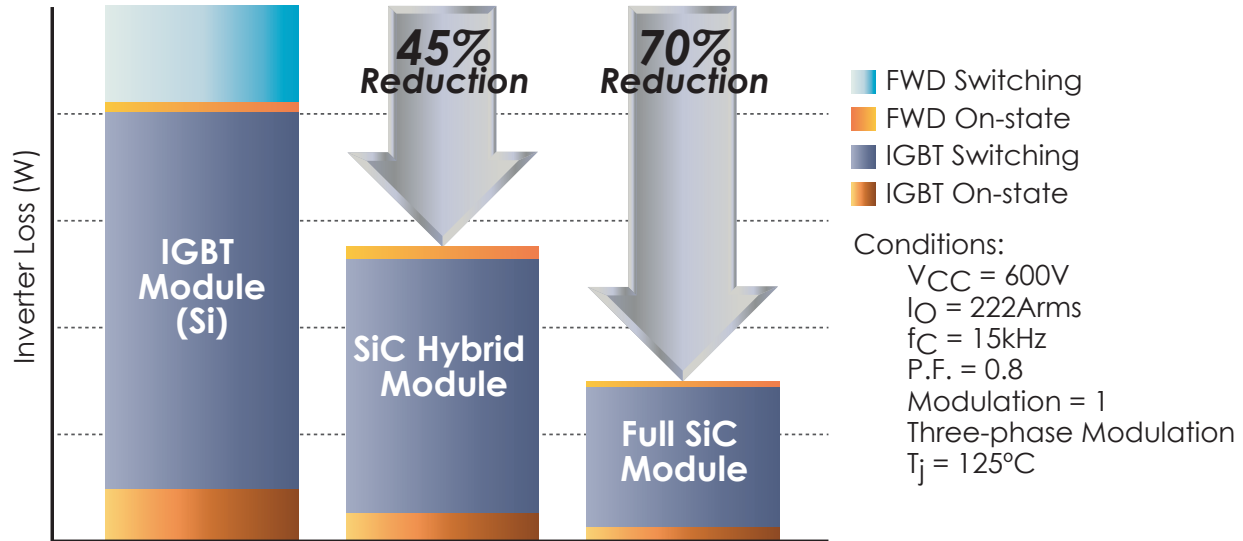 Inverter Loss (W)
IGBT
Module
(Si)
45%
Reduction
SiC Hybrid
Module
70%
Reduction
Full SiC
Module
FWD Switching
FWD On-state
IGBT Switching
IGBT On-state
Conditions:
VCC = 600V
IO = 222Arms
fC = 15kHz
P.F. = 0.8
Modulation = 1
Three-phase Modulation
Tj = 125ºC